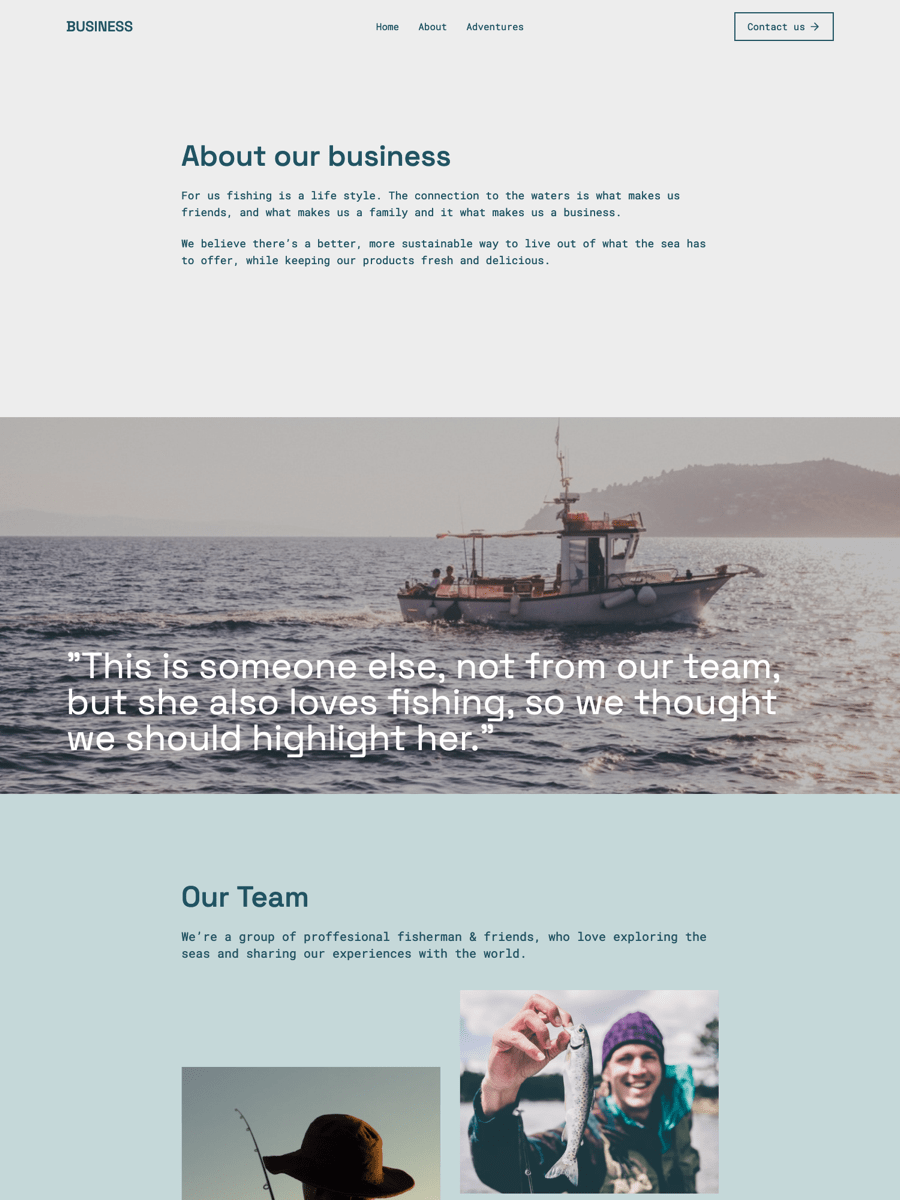 BUSINESS
Home About Adventures
Contact us →
About our business
For us fishing is a life style. The connection to the waters is what makes us
friends, and what makes us a family and it what makes us a business.
We believe there’s a better, more sustainable way to live out of what the sea has
to offer, while keeping our products fresh and delicious.
”This is someone else, not from our team,
but she also loves fishing, so we thought
we should highlight her.”
Our Team
We’re a group of proffesional fisherman & friends, who love exploring the
seas and sharing our experiences with the world.